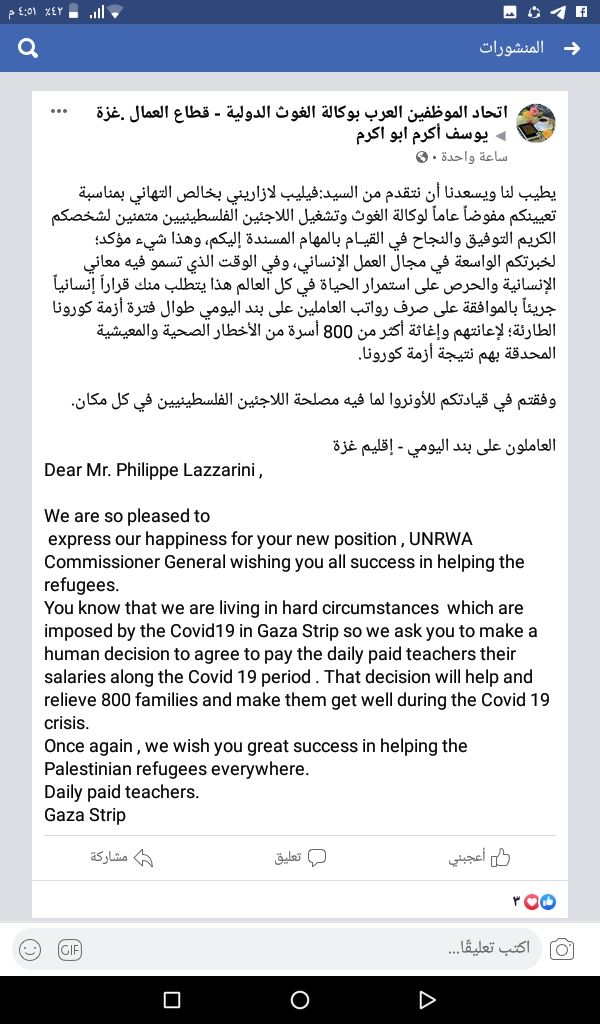 ٤:٥١ م ٪٤٢
المنشورات
اتحاد الموظفين العرب بوكالة الغوث الدولية - قطاع العمال .غزة
يوسف أكرم ابو اكرم
ساعة واحدة
يطيب لنا ويسعدنا أن نتقدم من السيد:فيليب لازاريني بخالص التهاني بمناسبة
تعيينكم مفوضاً عاماً لوكالة الغوث وتشغيل اللاجئين الفلسطينيين متمنين لشخصكم
الكريم التوفيق والنجاح في القيـام بالمهام المسندة إليكم، وهذا شيء مؤكد؛
لخبرتكم الواسعة في مجال العمل الإنساني، وفي الوقت الذي تسمو فيه معاني
الإنسانية والحرص على استمرار الحياة في كل العالم هذا يتطلب منك قراراً إنسانياً
جريئاً بالموافقة على صرف رواتب العاملين على بند اليومي طوال فترة أزمة كورونا
الطارئة؛ لإعانتهم وإغاثة أكثر من 800 أسرة من الأخطار الصحية والمعيشية
المحدقة بهم نتيجة أزمة كورونا.
وفقتم في قيادتكم للأونروا لما فيه مصلحة اللاجئين الفلسطينيين في كل مكان.
العاملون على بند اليومي - إقليم غزة
Dear Mr. Philippe Lazzarini ,
We are so pleased to
express our happiness for your new position , UNRWA
Commissioner General wishing you all success in helping the
refugees.
You know that we are living in hard circumstances  which are
imposed by the Covid19 in Gaza Strip so we ask you to make a
human decision to agree to pay the daily paid teachers their
salaries along the Covid 19 period . That decision will help and
relieve 800 families and make them get well during the Covid 19
crisis.
Once again , we wish you great success in helping the
Palestinian refugees everywhere.
Daily paid teachers.
Gaza Strip
أعجبني تعليق مشاركة
٣
اكتب تعليقًا...
GIF